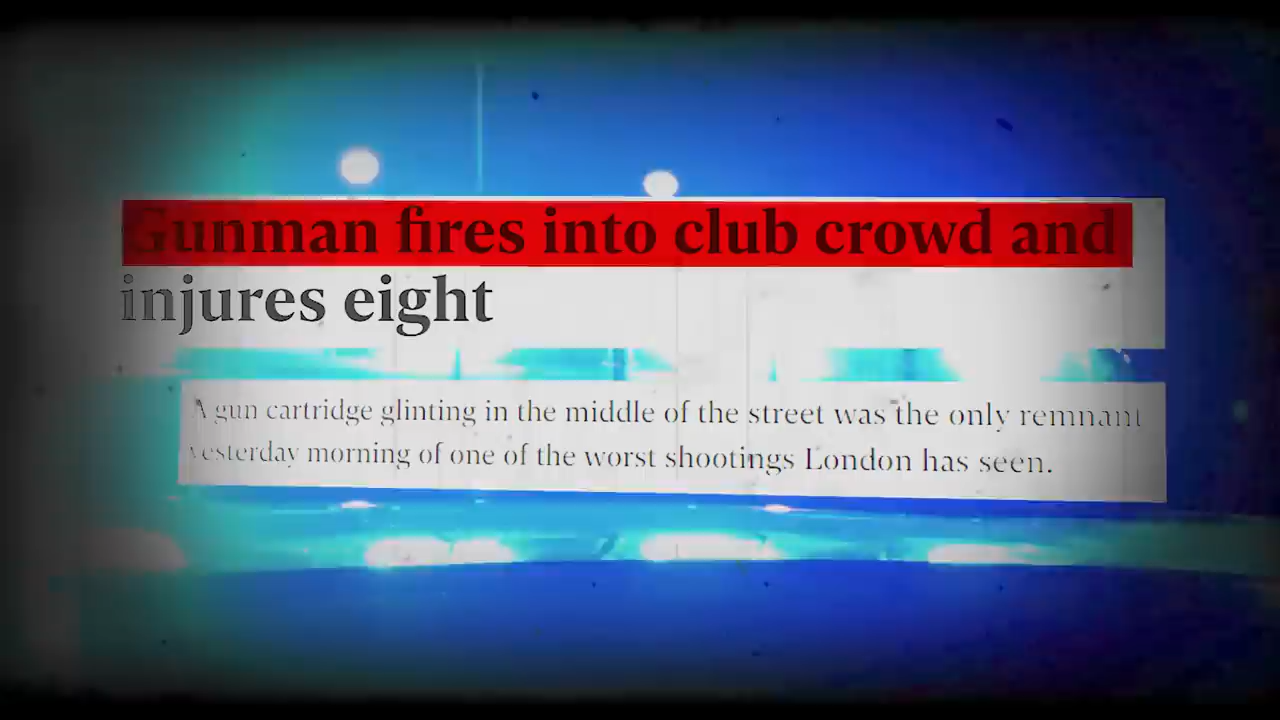 Gunman fires into club crowd and
injures eight
A gun cartridge glinting in the middle of the street was the only remnant
yesterday morning of one of the worst shootings London has seen.